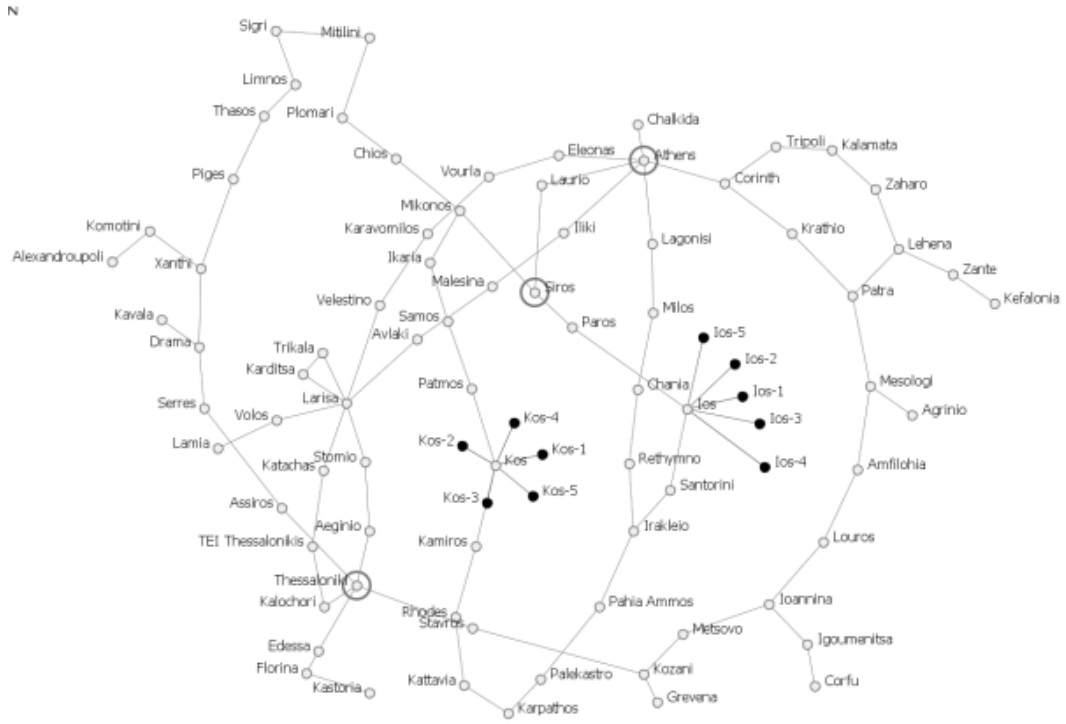 N
Sigri
Mitilini
Limnos
Thasos
Plomari
Chalkida
Chios
Eleonas
Athens
Tripoli
Kalamata
Piges
Vourla
Laurio
Corinth
Zaharo
Mikonos
Komotini
Karavomilos
Iliki
Krathio
Lagonisi
Lehena
Alexandroupoli
Xanthi
Ikaria
Malesina
Siros
Zante
Patra
Kefalonia
Velestino
Kavala
Samos
Milos
Paros
Avlaki
Ios-5
Drama
Trikala
Ios-2
Karditsa
Patmos
Chania
Mesologi
Ios-1
Serres
Larisa
Ios
Volos
Kos-4
Ios-3
Agrinio
Lamia
Kos-2
Kos-1
Kos
Katachas
Stomio
Rethymno
Ios-4
Amfilohia
Kos-3
Kos-5
Santorini
Assiros
Aeginio
Irakleio
TEI Thessalonikis
Kamiros
Louros
Thessaloniki
Kalochori
Rhodes
Pahia Ammos
Ioannina
Stavros
Metsovo
Edessa
Igoumenitsa
Florina
Kozani
Kattavia
Palekastro
Corfu
Kastoria
Grevena
Karpathos